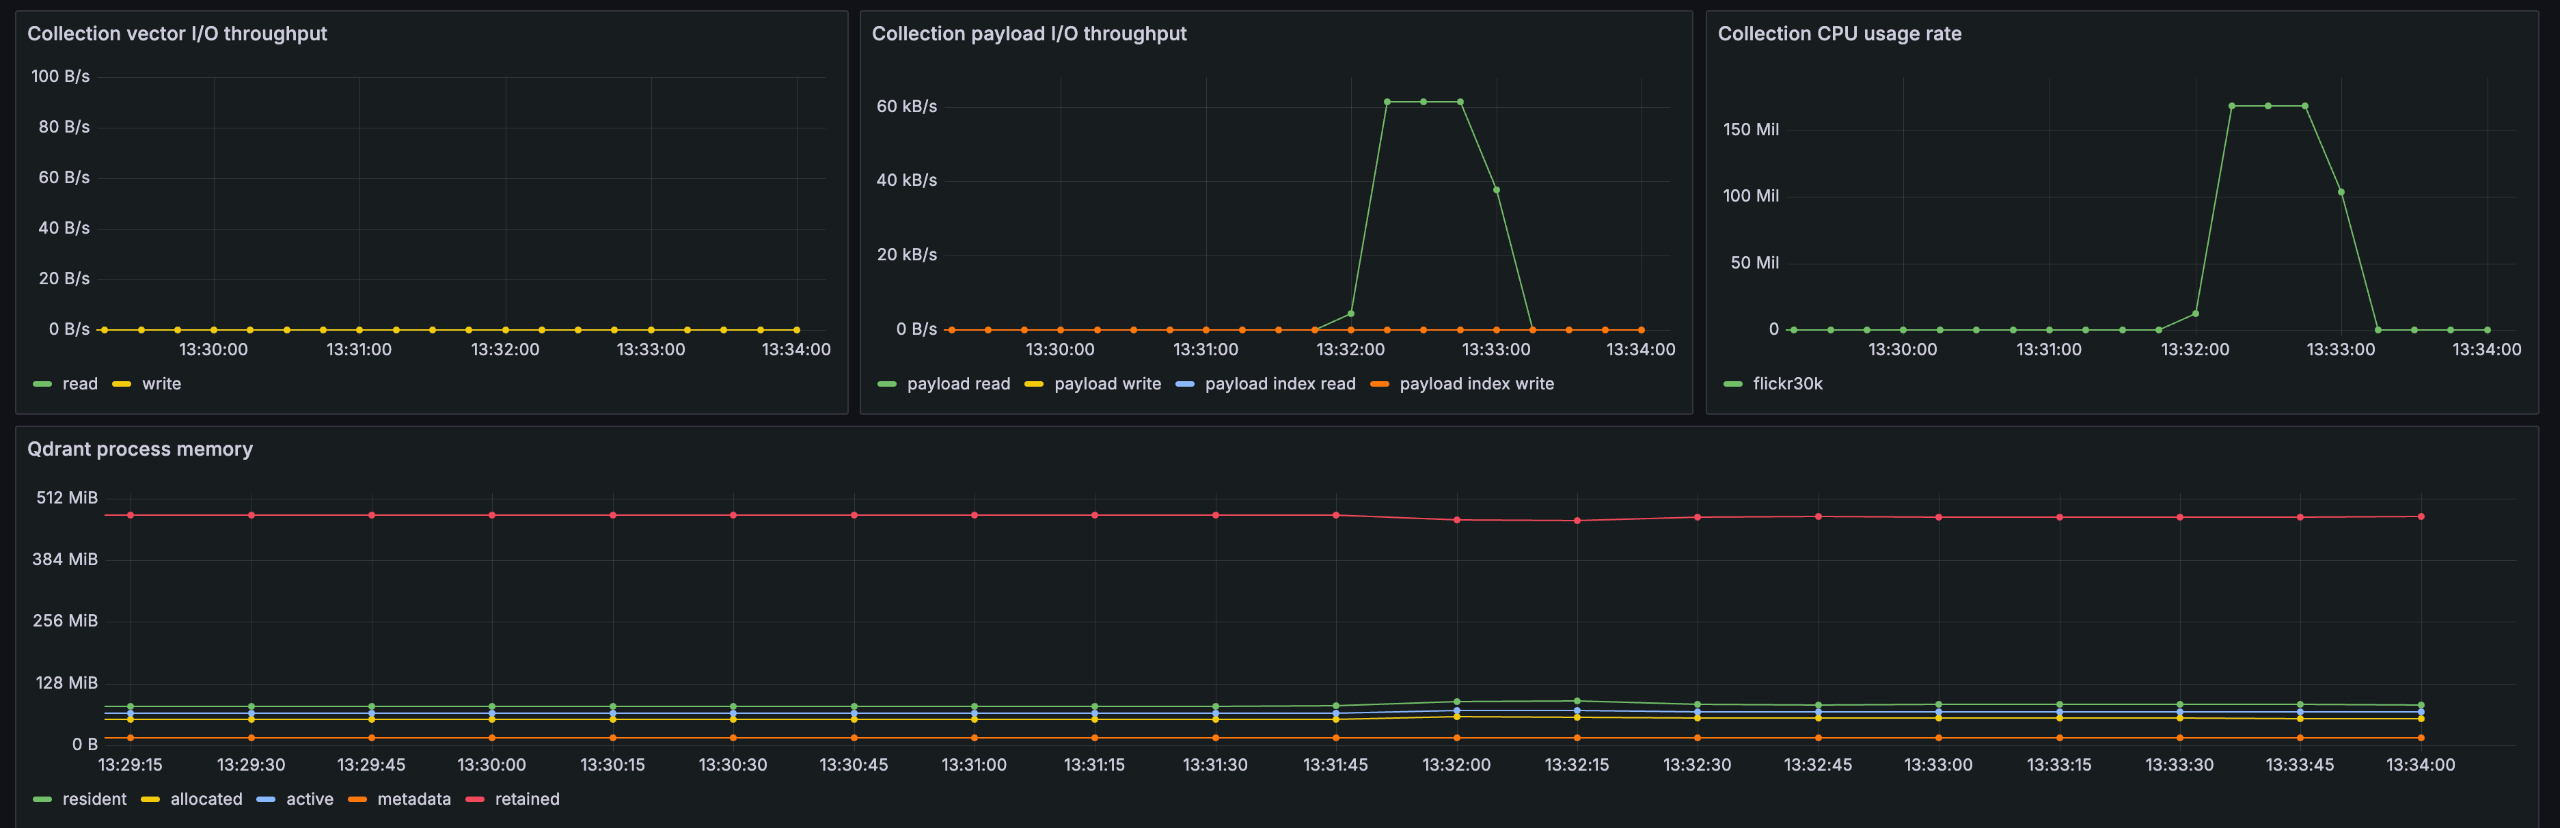 Collection vector I/O throughput
100 B/s
80 B/s
60 B/s
40 B/s
20 B/s
0 B/s
13:30:00 13:31:00 13:32:00 13:33:00 13:34:00
read write
Collection payload I/O throughput
60 kB/s
40 kB/s
20 kB/s
0 B/s
13:30:00 13:31:00 13:32:00 13:33:00 13:34:00
payload read payload write payload index read payload index write
Collection CPU usage rate
150 Mil
100 Mil
50 Mil
0
13:30:00 13:31:00 13:32:00 13:33:00 13:34:00
flickr30k
Qdrant process memory
512 MiB
384 MiB
256 MiB
128 MiB
0 B
13:29:15 13:29:30 13:29:45 13:30:00 13:30:15 13:30:30 13:30:45 13:31:00 13:31:15 13:31:30 13:31:45 13:32:00 13:32:15 13:32:30 13:32:45 13:33:00 13:33:15 13:33:30 13:33:45 13:34:00
resident allocated active metadata retained